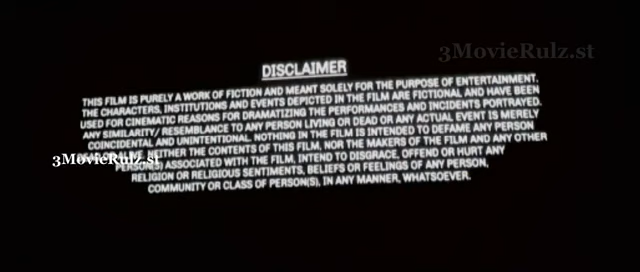 3MovieRulz.st
DISCLAIMER
THIS FILM IS PURELY A WORK OF FICTION AND MEANT SOLELY FOR THE PURPOSE OF ENTERTAINMENT.
THE CHARACTERS, INSTITUTIONS AND EVENTS DEPICTED IN THE FILM ARE FICTIONAL AND HAVE BEEN
USED FOR CINEMATIC REASONS FOR DRAMATIZING THE PERFORMANCES AND INCIDENTS PORTRAYED.
ANY SIMILARITY/ RESEMBLANCE TO ANY PERSON LIVING OR DEAD OR ANY ACTUAL EVENT IS MERELY
COINCIDENTAL AND UNINTENTIONAL. NOTHING IN THE FILM IS INTENDED TO DEFAME ANY PERSON
NEITHER THE CONTENTS OF THIS FILM, NOR THE MAKERS OF THE FILM AND ANY OTHER
3MovieRulz.st
PERSON(S) ASSOCIATED WITH THE FILM, INTEND TO DISGRACE, OFFEND OR HURT ANY
RELIGION OR RELIGIOUS SENTIMENTS, BELIEFS OR FEELINGS OF ANY PERSON,
COMMUNITY OR CLASS OF PERSON(S), IN ANY MANNER, WHATSOEVER.